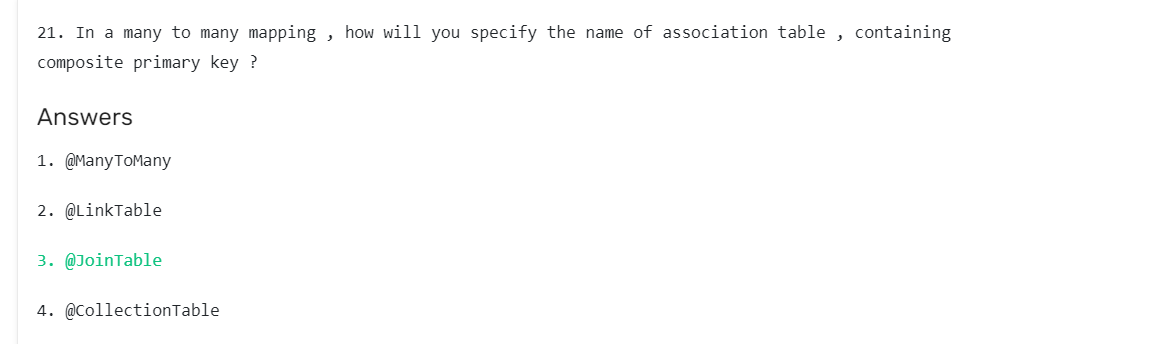 21. In a many to many mapping , how will you specify the name of association table , containing
composite primary key ?
Answers
1. @ManyToMany
2. @LinkTable
3. @JoinTable
4. @CollectionTable